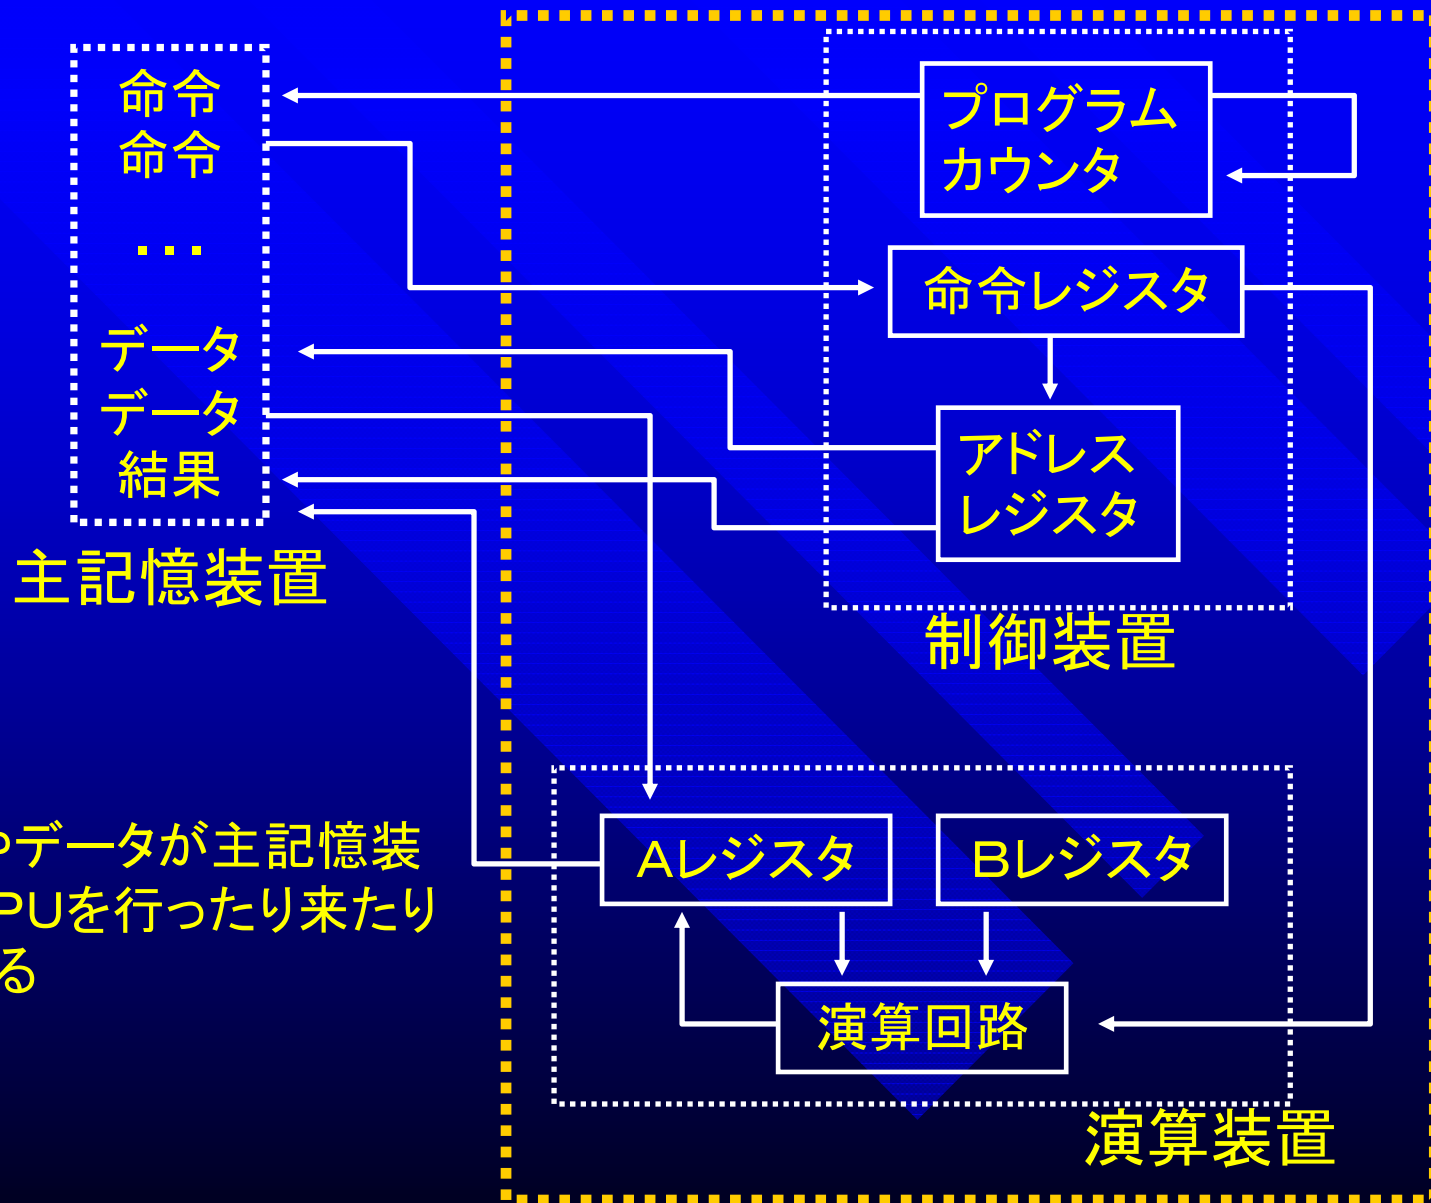 命令
命令
・・・
データ
データ
結果
主記憶装置
プログラム
カウンタ
命令レジスタ
アドレス
レジスタ
制御装置
データが主記憶装
PUを行ったり来たり
る
Aレジスタ
Bレジスタ
演算回路
演算装置